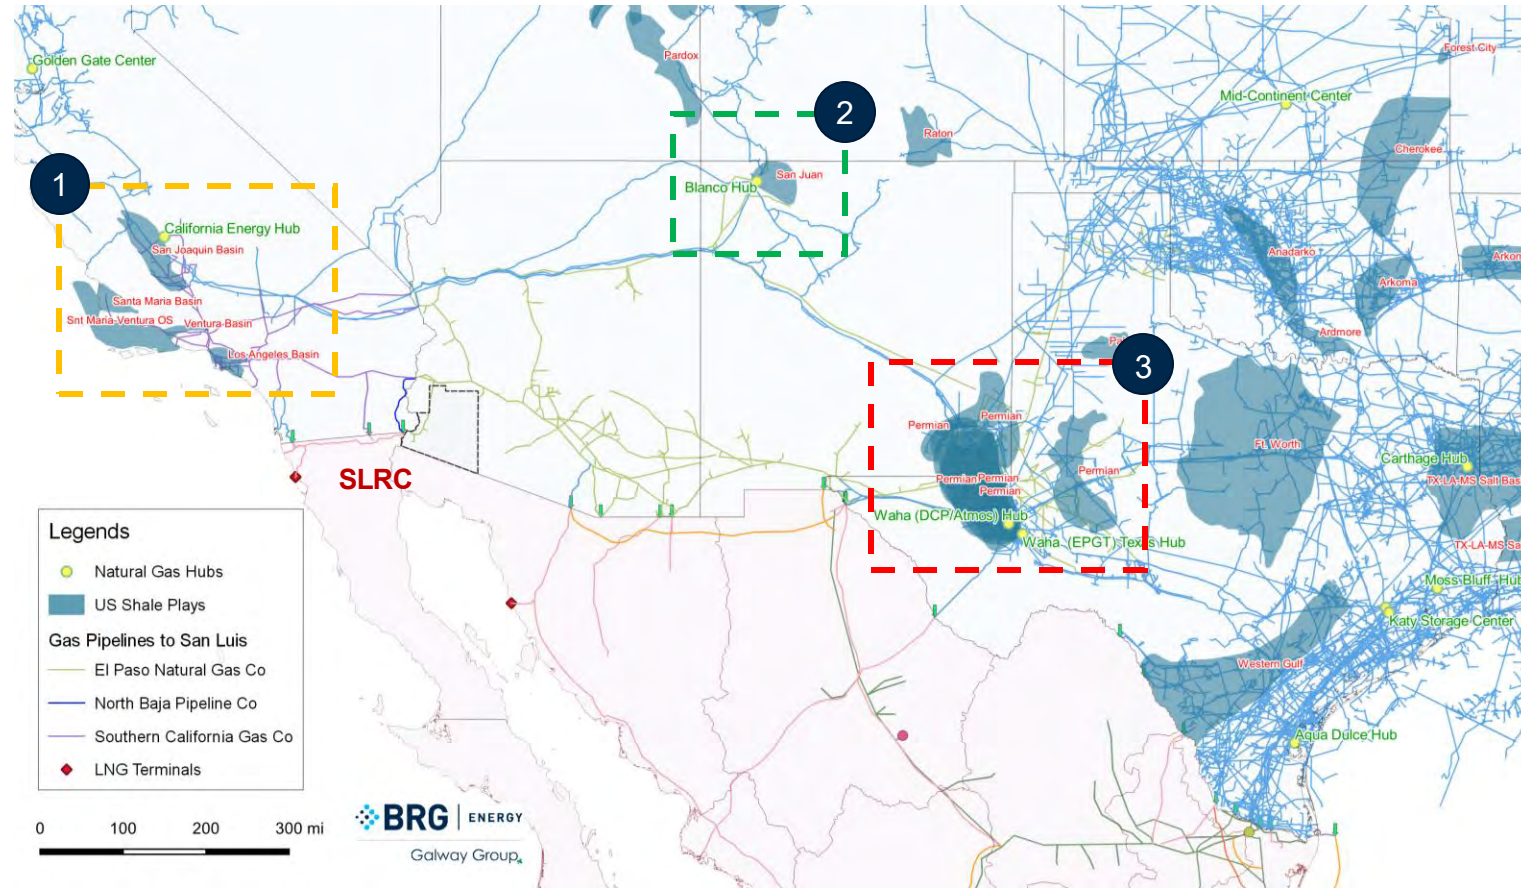 Golden Gate Center
Pardox
Forest City
Mid-Continent Center
2
Raton
Cherokee
1
San Juan
Blanco Hub
California Energy Hub
San Joaquin Basin
Anadarko
Arkoma
Santa Maria Basin
Snt Maria-Ventura OS
Ventura Basin
Ardmore
Los Angeles Basin
3
Permian
Permian
Ft. Worth
Carthage Hub
Permian
Permian
Permian
Permian
TX-LA-MS Salt Bas
SLRC
Waha (DCP/Atmos) Hub
Waha (EPGT) Texas Hub
TX-LA-MS Sa
Moss Bluff Hub
Katy Storage Center
Western Gulf
Aqua Dulce Hub
Legends
Natural Gas Hubs
US Shale Plays
Gas Pipelines to San Luis
El Paso Natural Gas Co
North Baja Pipeline Co
Southern California Gas Co
LNG Terminals
0 100 200 300 mi
BRG ENERGY
Galway Group